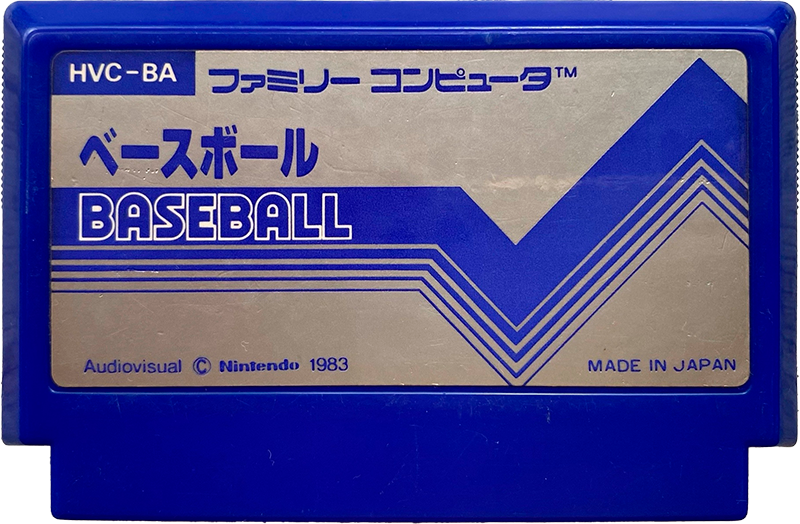 HVC-BA ファミリー コンピュータ™
ベースボール
BASEBALL
Audiovisual © Nintendo 1983
MADE IN JAPAN